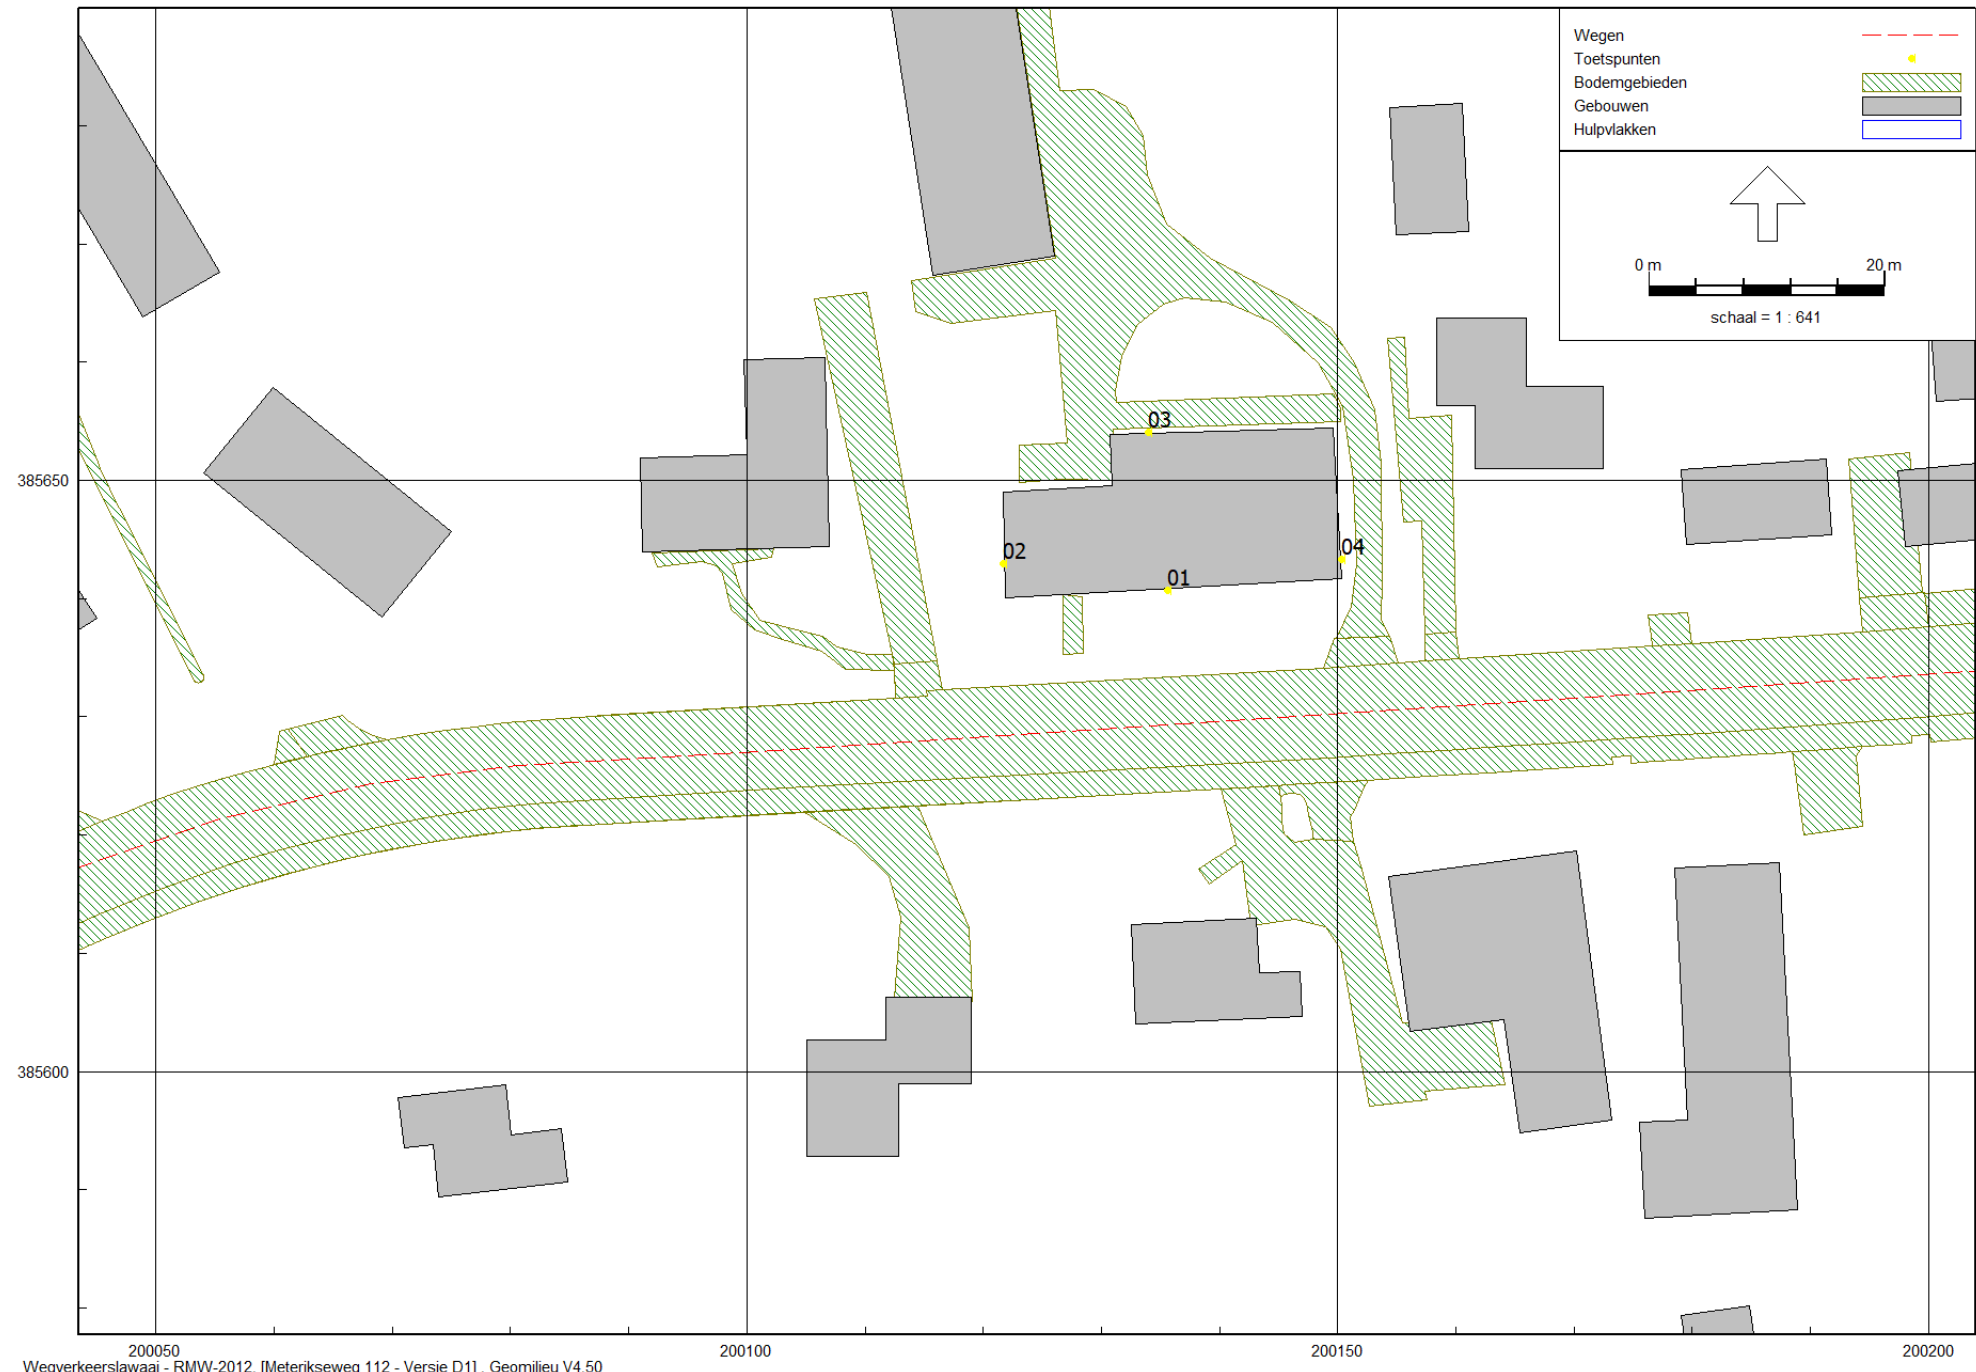 Wegen
Toetspunten
Bodemgebieden
Gebouwen
Hulpvlakken
0 m 20 m
schaal = 1 : 641
03
385650
02 04
01
385600
200050 200100 200150 200200
Wegverkeerslawaai - RMW-2012, [Meterikseweg 112 - Versie D1] , Geomilieu V4.50